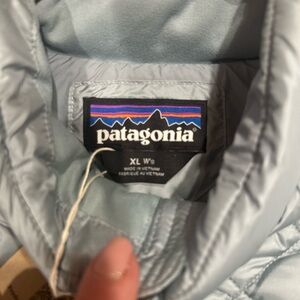 patagonia®
XL W's
MADE IN VIETNAM
FABRIQUÉ AU VIETNAM